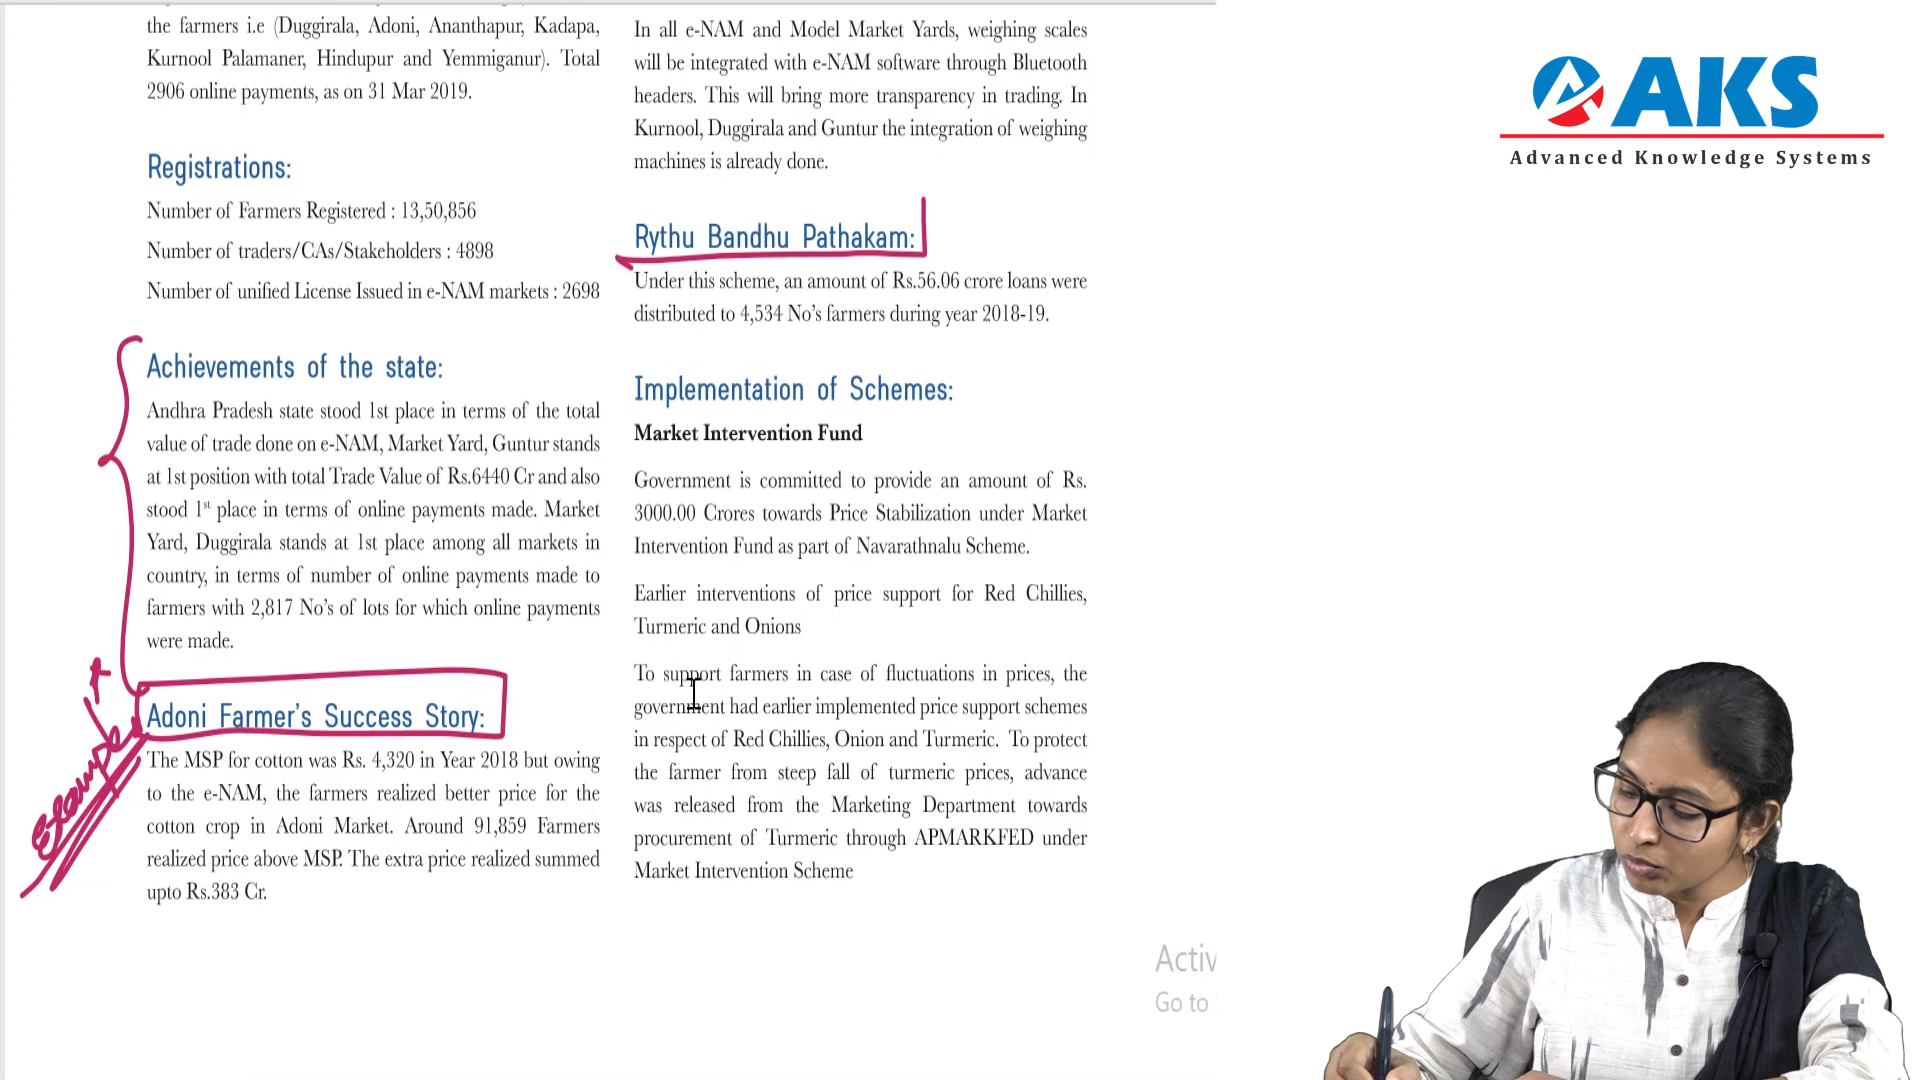 the farmers i.e (Duggirala, Adoni, Ananthapur, Kadapa,
Kurnool Palamaner, Hindupur and Yemmiganur). Total
2906 online payments, as on 31 Mar 2019.
Registrations:
Number of Farmers Registered : 13,50,856
Number of traders/CAs/Stakeholders : 4898
Number of unified License Issued in e-NAM markets : 2698
Achievements of the state:
Andhra Pradesh state stood 1st place in terms of the total
value of trade done on e-NAM, Market Yard, Guntur stands
at 1st position with total Trade Value of Rs.6440 Cr and also
stood 1st place in terms of online payments made. Market
Yard, Duggirala stands at 1st place among all markets in
country, in terms of number of online payments made to
farmers with 2,817 No's of lots for which online payments
were made.
Adoni Farmer's Success Story:
Example
The MSP for cotton was Rs. 4,320 in Year 2018 but owing
to the e-NAM, the farmers realized better price for the
cotton crop in Adoni Market. Around 91,859 Farmers
realized price above MSP. The extra price realized summed
upto Rs.383 Cr.
In all e-NAM and Model Market Yards, weighing scales
will be integrated with e-NAM software through Bluetooth
headers. This will bring more transparency in trading. In
Kurnool, Duggirala and Guntur the integration of weighing
machines is already done.
Rythu Bandhu Pathakam:
Under this scheme, an amount of Rs.56.06 crore loans were
distributed to 4,534 No's farmers during year 2018-19.
Implementation of Schemes:
Market Intervention Fund
Government is committed to provide an amount of Rs.
3000.00 Crores towards Price Stabilization under Market
Intervention Fund as part of Navarathnalu Scheme.
Earlier interventions of price support for Red Chillies,
Turmeric and Onions
To support farmers in case of fluctuations in prices, the
government had earlier implemented price support schemes
in respect of Red Chillies, Onion and Turmeric. To protect
the farmer from steep fall of turmeric prices, advance
was released from the Marketing Department towards
procurement of Turmeric through APMARKFED under
Market Intervention Scheme
Activ
Go to
AKS
Advanced Knowledge Systems